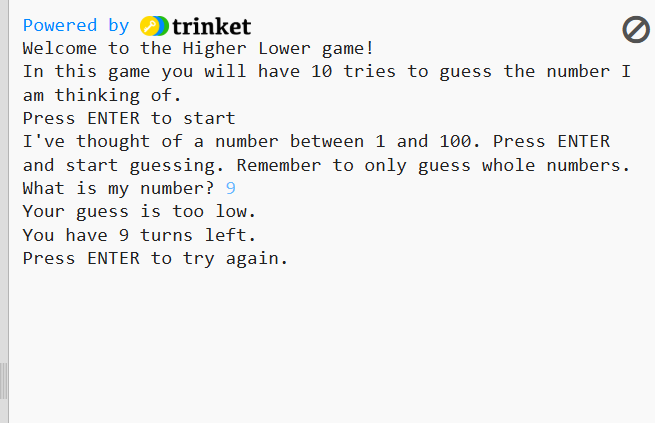 Powered by trinket
Welcome to the Higher Lower game!
In this game you will have 10 tries to guess the number I
am thinking of.
Press ENTER to start
I've thought of a number between 1 and 100. Press ENTER
and start guessing. Remember to only guess whole numbers.
What is my number? 9
Your guess is too low.
You have 9 turns left.
Press ENTER to try again.